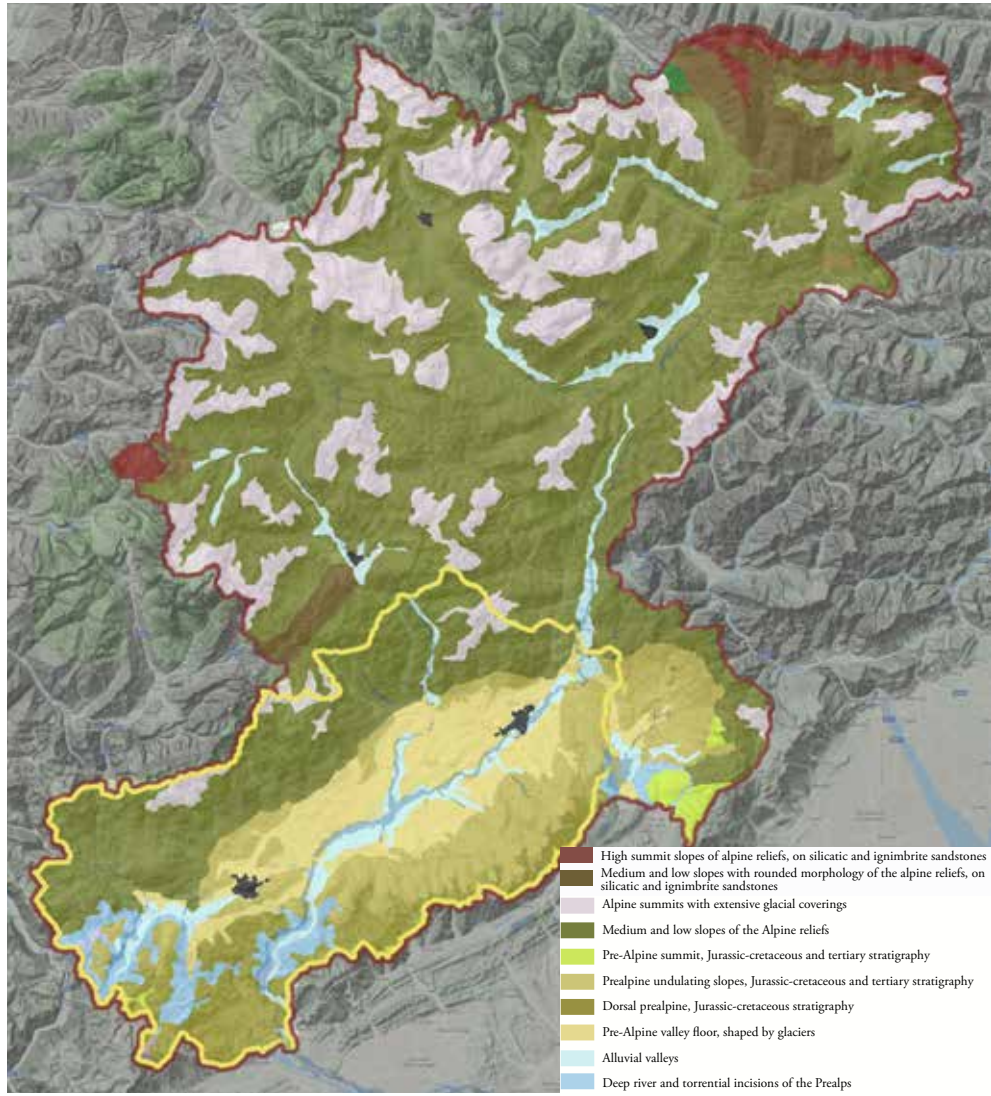 High summit slopes of alpine reliefs, on silicatic and ignimbrite sandstones
Medium and low slopes with rounded morphology of the alpine reliefs, on
silicatic and ignimbrite sandstones
Alpine summits with extensive glacial coverings
Medium and low slopes of the Alpine reliefs
Pre-Alpine summit, Jurassic-cretaceous and tertiary stratigraphy
Prealpine undulating slopes, Jurassic-cretaceous and tertiary stratigraphy
Dorsal prealpine, Jurassic-cretaceous stratigraphy
Pre-Alpine valley floor, shaped by glaciers
Alluvial valleys
Deep river and torrential incisions of the Prealps